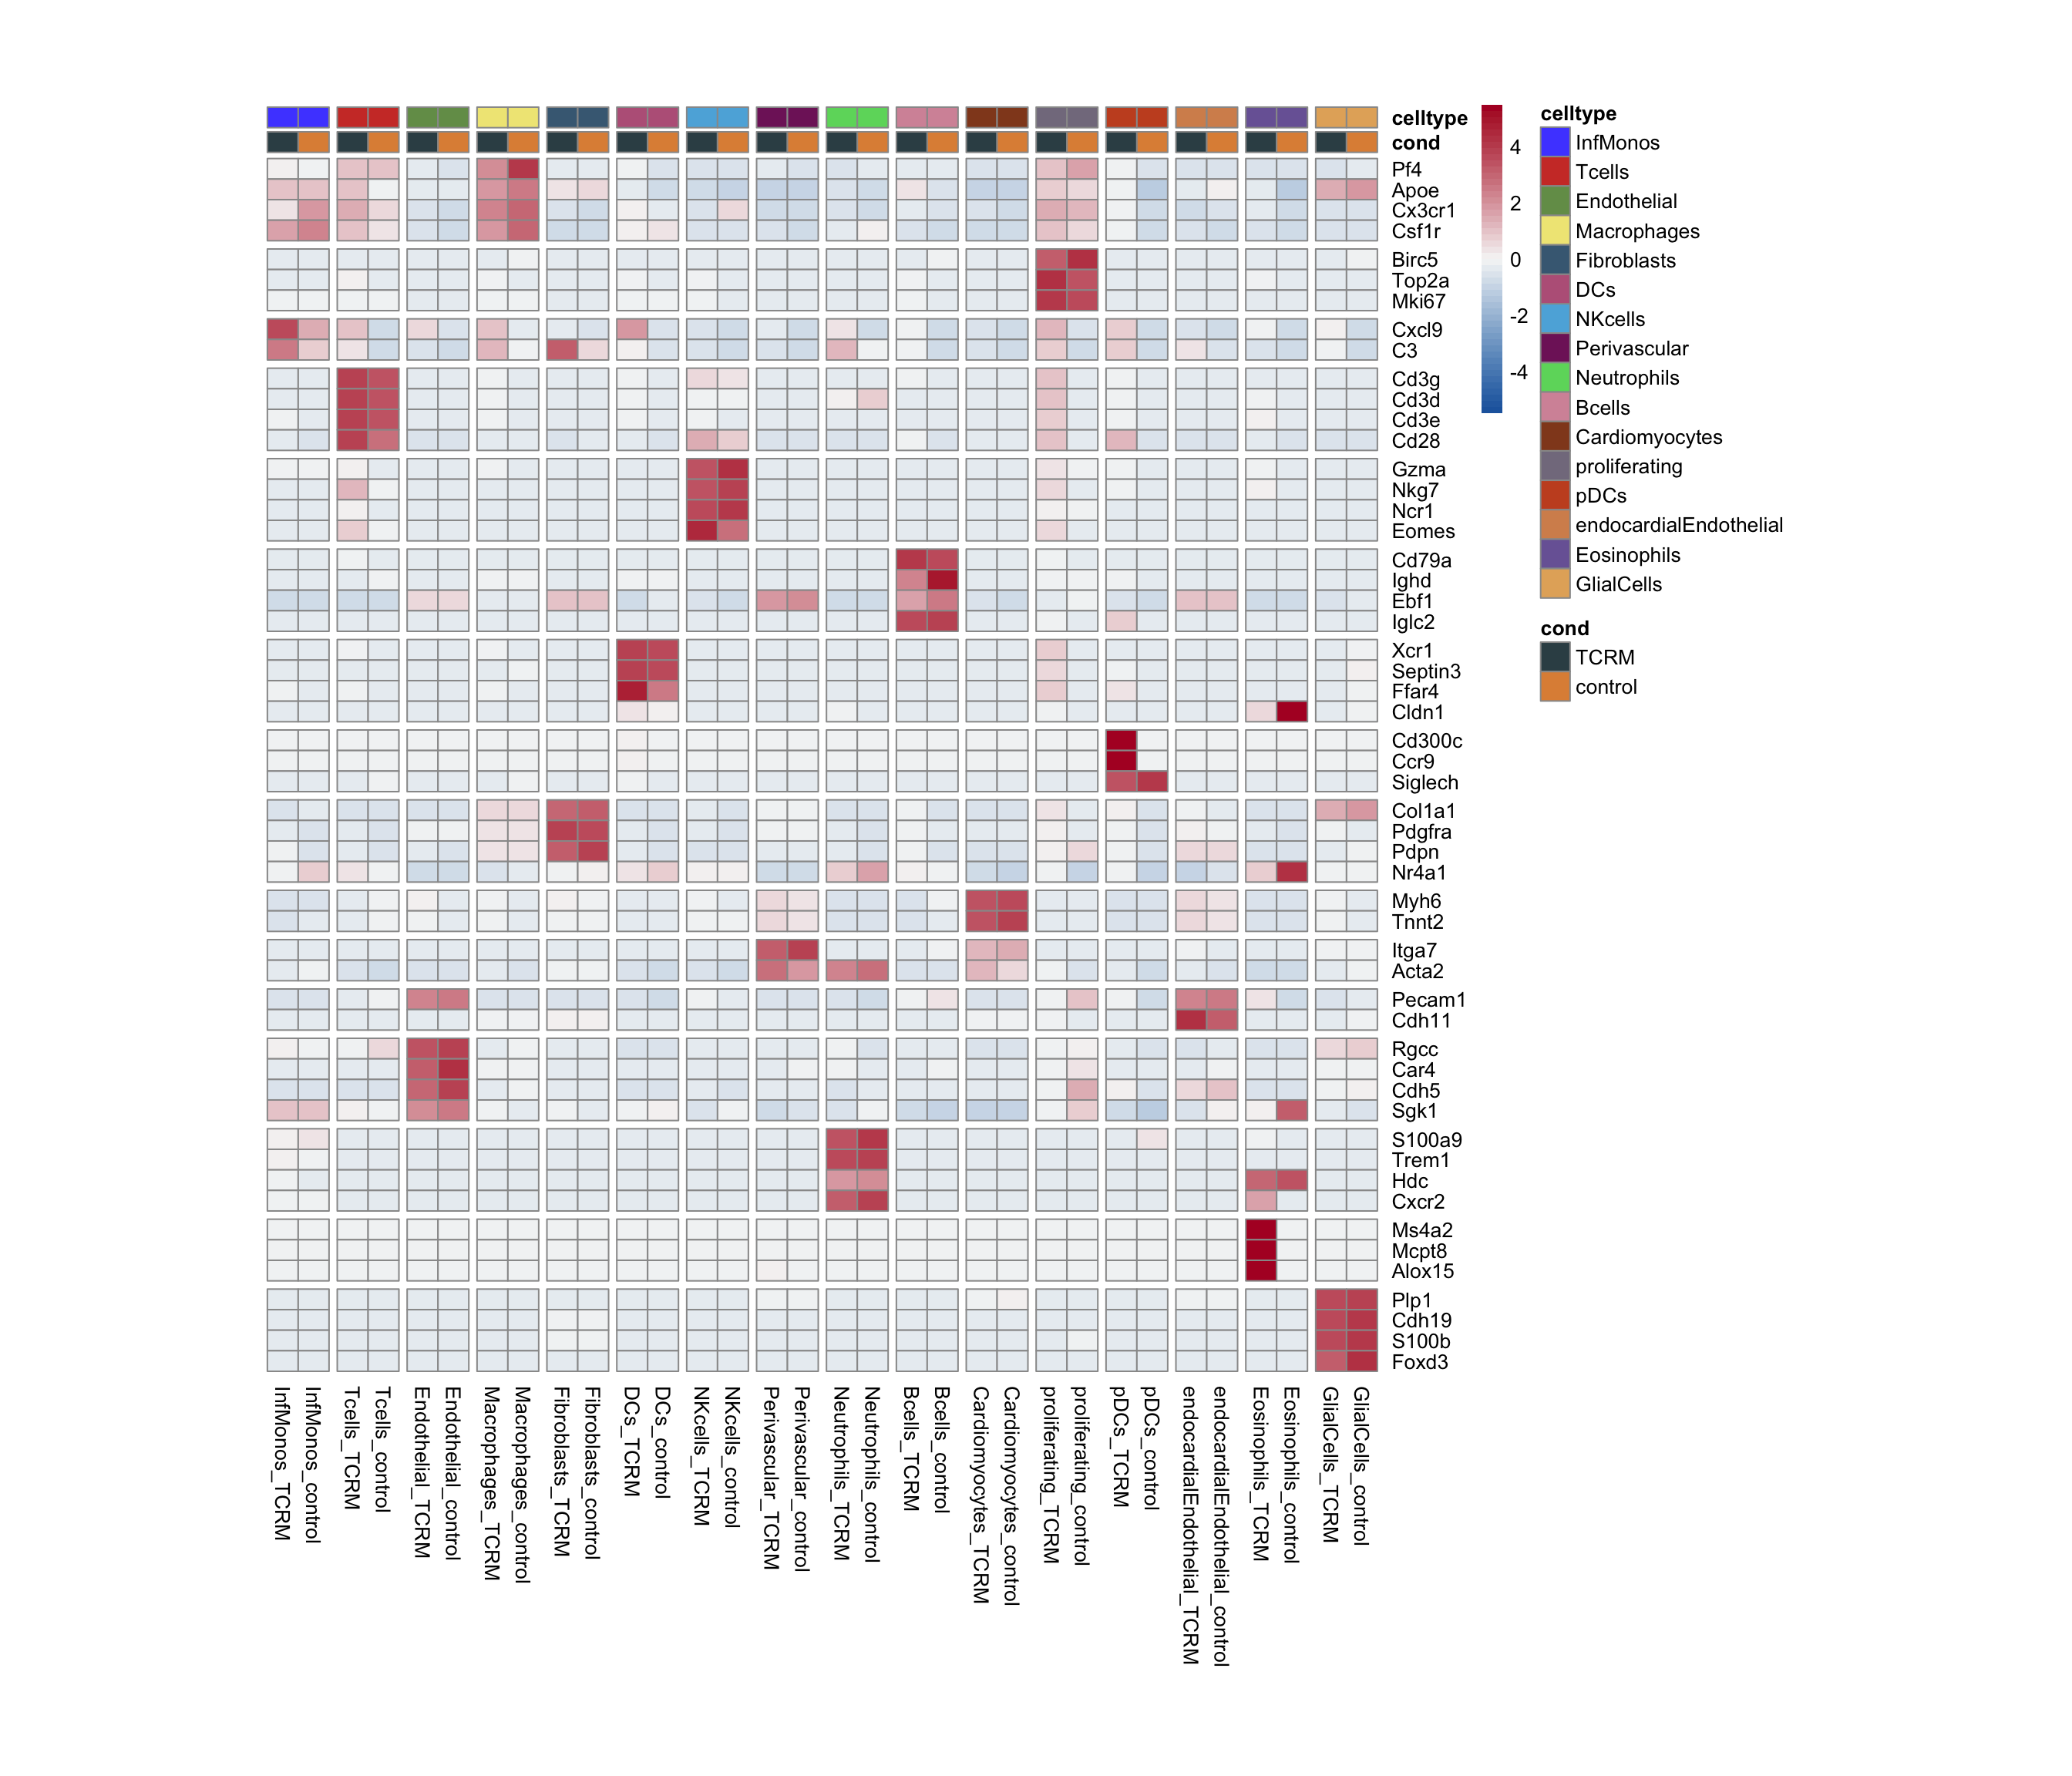 celltype
cond
Pf4
Apoe
Cx3cr1
Csf1r
Birc5
Top2a
Mki67
Cxcl9
C3
Cd3g
Cd3d
Cd3e
Cd28
Gzma
Nkg7
Ncr1
Eomes
Cd79a
Ighd
Ebf1
Iglc2
Xcr1
Septin3
Ffar4
Cldn1
Cd300c
Ccr9
Siglech
Col1a1
Pdgfra
Pdpn
Nr4a1
Myh6
Tnnt2
Itga7
Acta2
Pecam1
Cdh11
Rgcc
Car4
Cdh5
Sgk1
S100a9
Trem1
Hdc
Cxcr2
Ms4a2
Mcpt8
Alox15
Plp1
Cdh19
S100b
Foxd3
InfMonos_TCRM
InfMonos_control
Tcells_TCRM
Tcells_control
Endothelial_TCRM
Endothelial_control
Macrophages_TCRM
Macrophages_control
Fibroblasts_TCRM
Fibroblasts_control
DCs_TCRM
DCs_control
NKcells_TCRM
NKcells_control
Perivascular_TCRM
Perivascular_control
Neutrophils_TCRM
Neutrophils_control
Bcells_TCRM
Bcells_control
Cardiomyocytes_TCRM
Cardiomyocytes_control
proliferating_TCRM
proliferating_control
pDCs_TCRM
pDCs_control
endocardialEndothelial_TCRM
endocardialEndothelial_control
Eosinophils_TCRM
Eosinophils_control
GlialCells_TCRM
GlialCells_control
4
2
0
-2
-4
celltype
InfMonos
Tcells
Endothelial
Macrophages
Fibroblasts
DCs
NKcells
Perivascular
Neutrophils
Bcells
Cardiomyocytes
proliferating
pDCs
endocardialEndothelial
Eosinophils
GlialCells
cond
TCRM
control